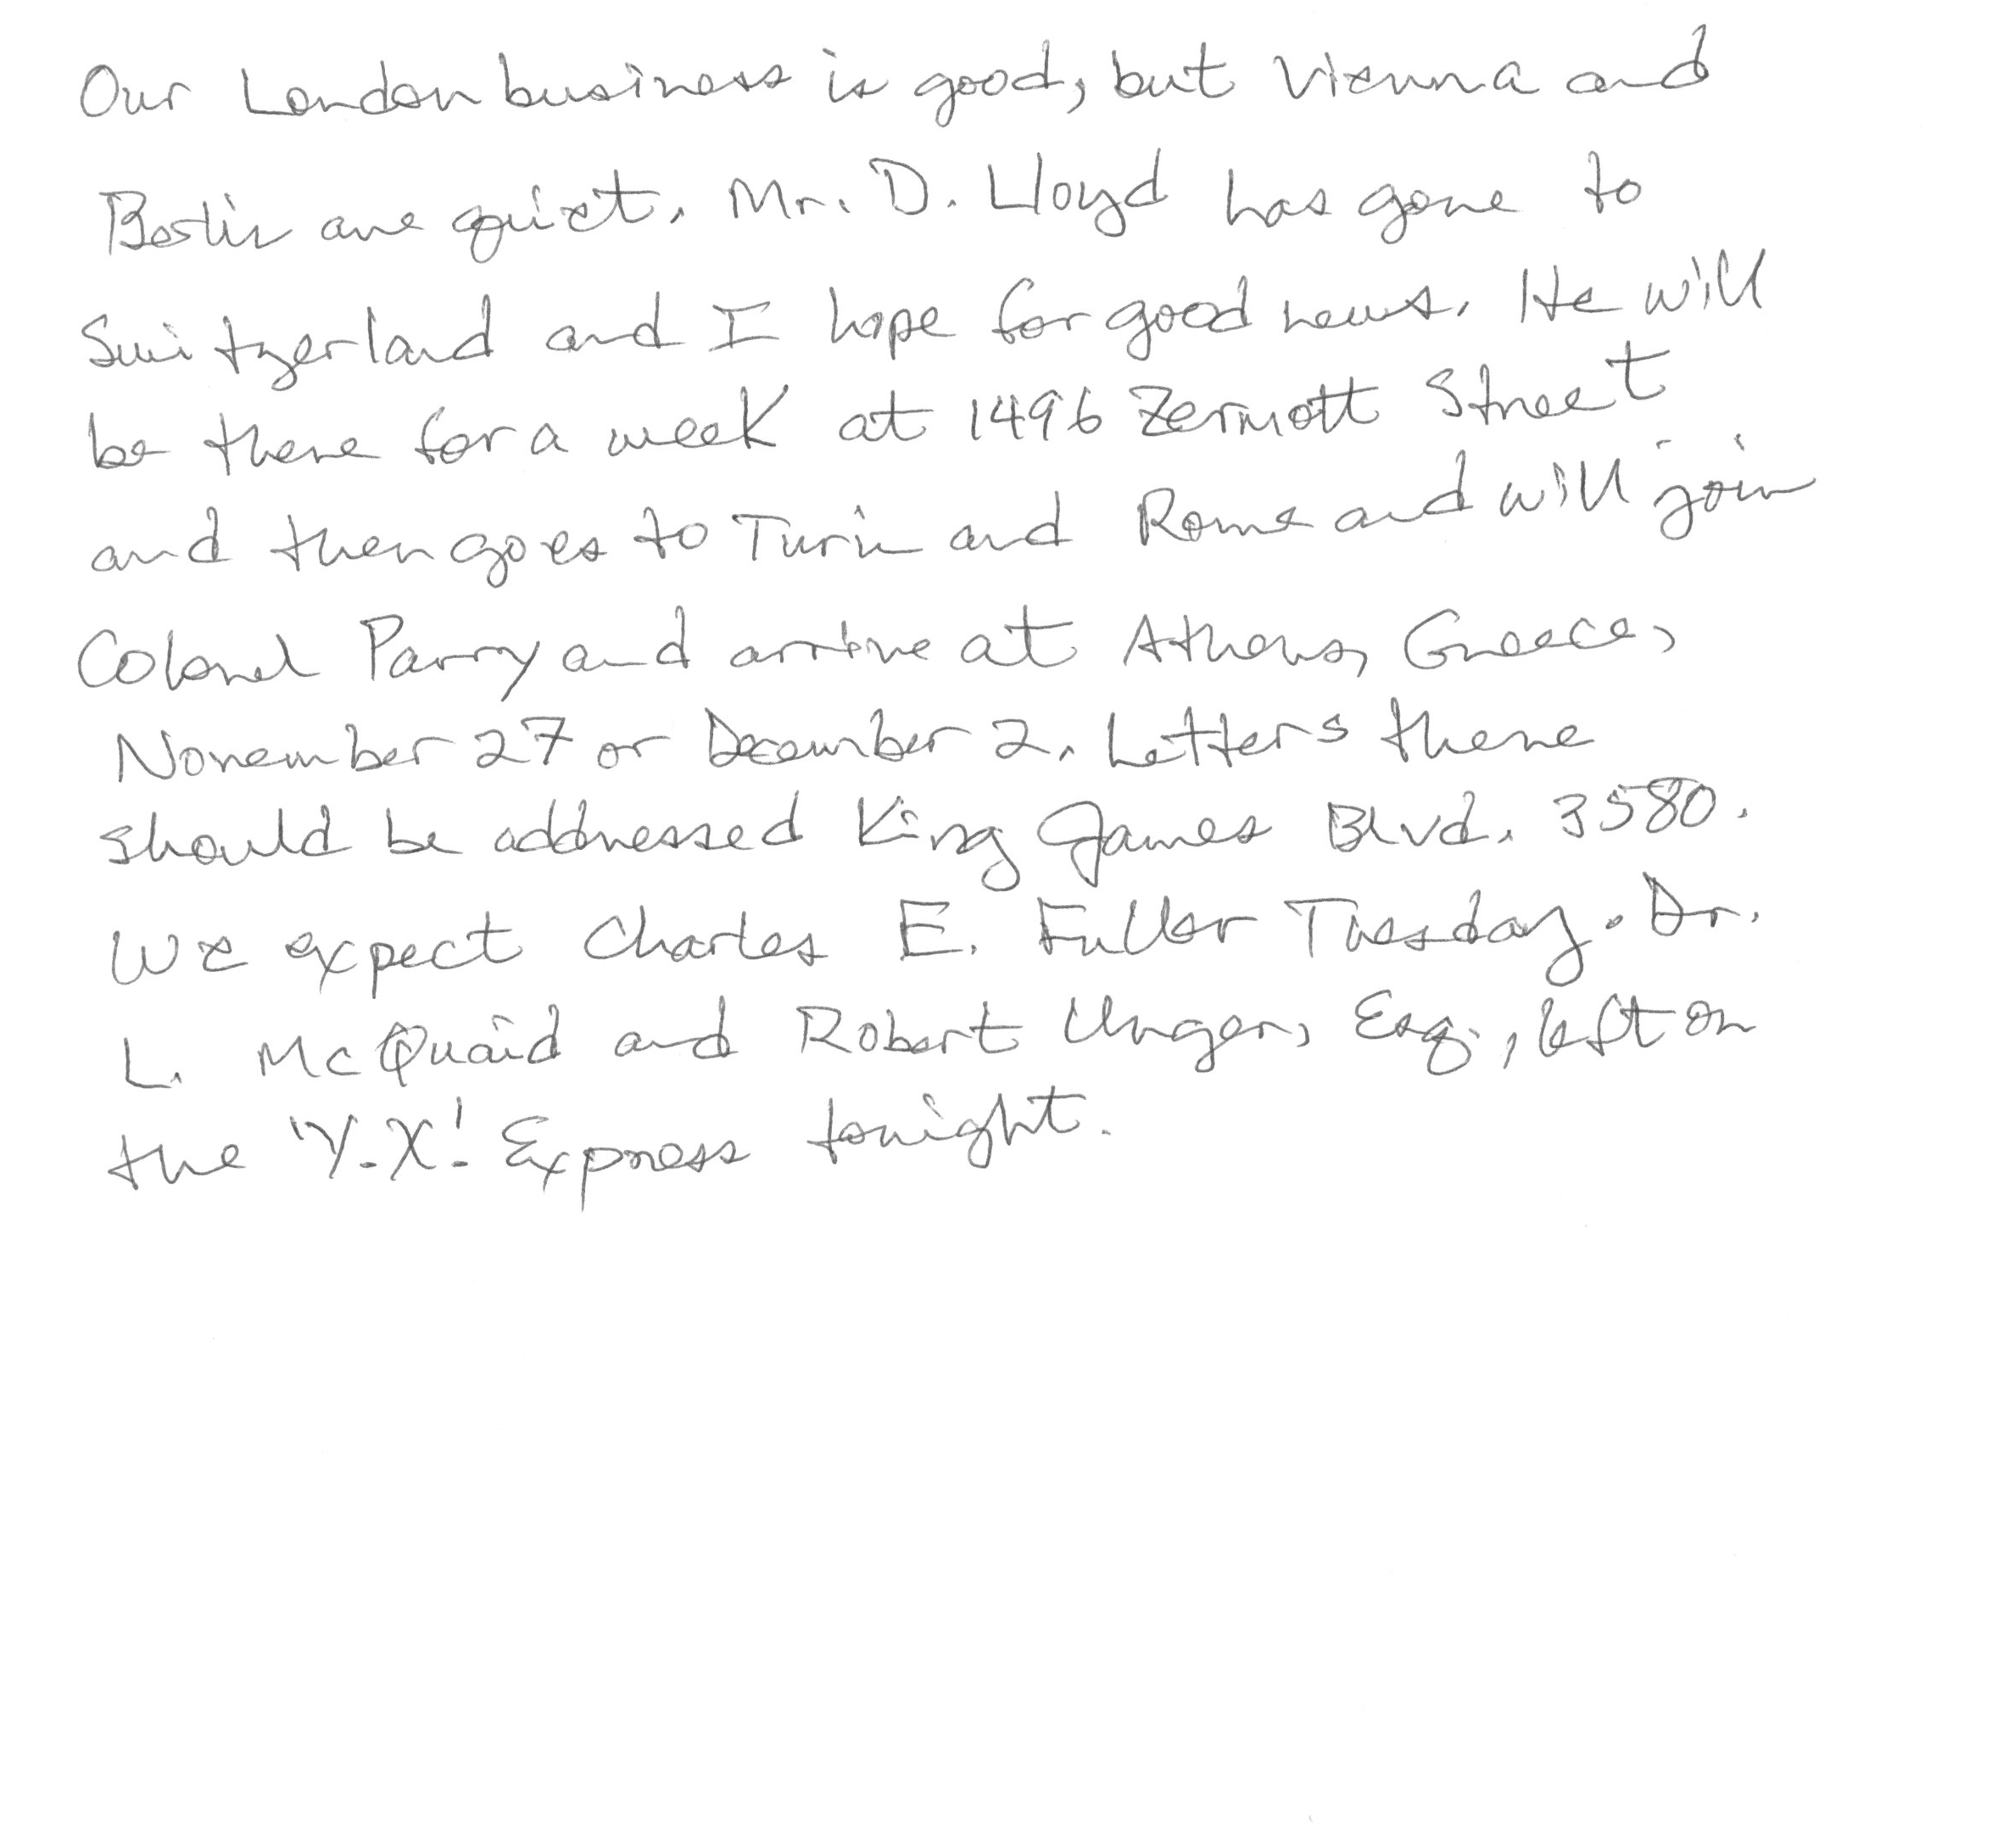 Our London business is good, but Vienna and
Berlin are quiet. Mr. D. Lloyd has gone to
Switzerland and I hope for good news. He will
be there for a week at 1496 Zermott Street
and then goes to Turin and Rome and will join
Colonel Parry and arrive at Athens, Greece,
November 27 or December 2. Letters there
should be addressed King James Blvd. 3580.
We expect Charles E. Fuller Tuesday. Dr.
L. McQuaid and Robert Unger, Esq., left on
the 'Y.X.' Express tonight.